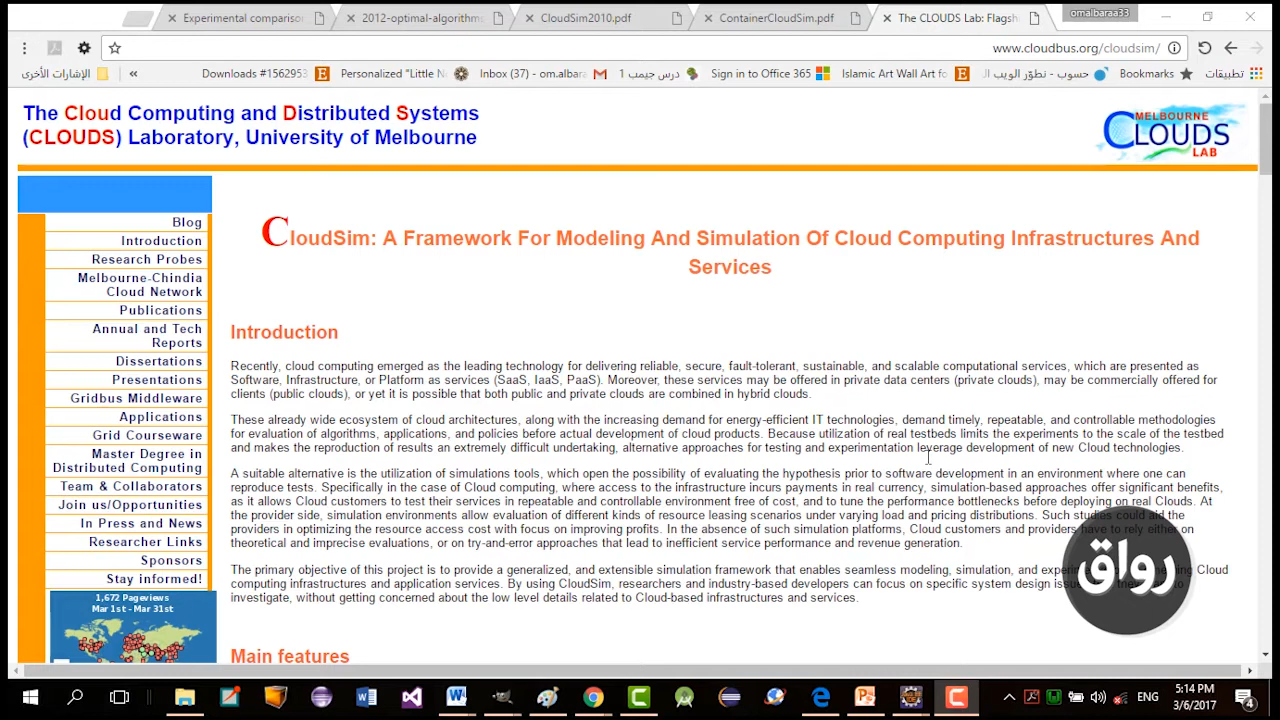 Experimental comparisor
2012-optimal-algorithms
CloudSim2010.pdf
ContainerCloudSim.pdf
The CLOUDS Lab: Flagsh
omalbaraa33
www.cloudbus.org/cloudsim/
الإشارات الأخرى
«
Downloads #1562953
Personalized "Little N
Inbox (37) - om.albara
درس جيمب 1
Sign in to Office 365
Islamic Art Wall Art fo
حسوب - نطوّر الويب ال
Bookmarks
تطبيقات
The Cloud Computing and Distributed Systems
(CLOUDS) Laboratory, University of Melbourne
MELBOURNE
CLOUDS
LAB
Blog
Introduction
Research Probes
Melbourne-Chindia
Cloud Network
Publications
Annual and Tech
Reports
Dissertations
Presentations
Gridbus Middleware
Applications
Grid Courseware
Master Degree in
Distributed Computing
Team & Collaborators
Join us/Opportunities
In Press and News
Researcher Links
Sponsors
Stay informed!
1,672 Pageviews
Mar 1st - Mar 31st
CloudSim: A Framework For Modeling And Simulation Of Cloud Computing Infrastructures And
Services
Introduction
Recently, cloud computing emerged as the leading technology for delivering reliable, secure, fault-tolerant, sustainable, and scalable computational services, which are presented as
Software, Infrastructure, or Platform as services (SaaS, IaaS, PaaS). Moreover, these services may be offered in private data centers (private clouds), may be commercially offered for
clients (public clouds), or yet it is possible that both public and private clouds are combined in hybrid clouds.
These already wide ecosystem of cloud architectures, along with the increasing demand for energy-efficient IT technologies, demand timely, repeatable, and controllable methodologies
for evaluation of algorithms, applications, and policies before actual development of cloud products. Because utilization of real testbeds limits the experiments to the scale of the testbed
and makes the reproduction of results an extremely difficult undertaking, alternative approaches for testing and experimentation leverage development of new Cloud technologies.
A suitable alternative is the utilization of simulations tools, which open the possibility of evaluating the hypothesis prior to software development in an environment where one can
reproduce tests. Specifically in the case of Cloud computing, where access to the infrastructure incurs payments in real currency, simulation-based approaches offer significant benefits,
as it allows Cloud customers to test their services in repeatable and controllable environment free of cost, and to tune the performance bottlenecks before deploying on real Clouds. At
the provider side, simulation environments allow evaluation of different kinds of resource leasing scenarios under varying load and pricing distributions. Such studies could aid the
providers in optimizing the resource access cost with focus on improving profits. In the absence of such simulation platforms, Cloud customers and providers have to rely either on
theoretical and imprecise evaluations, or on try-and-error approaches that lead to inefficient service performance and revenue generation.
The primary objective of this project is to provide a generalized, and extensible simulation framework that enables seamless modeling, simulation, and Cloud
computing infrastructures and application services. By using CloudSim, researchers and industry-based developers can focus on specific system design to
investigate, without getting concerned about the low level details related to Cloud-based infrastructures and services.
Main features
رواق
ENG
5:14 PM
3/6/2017
4